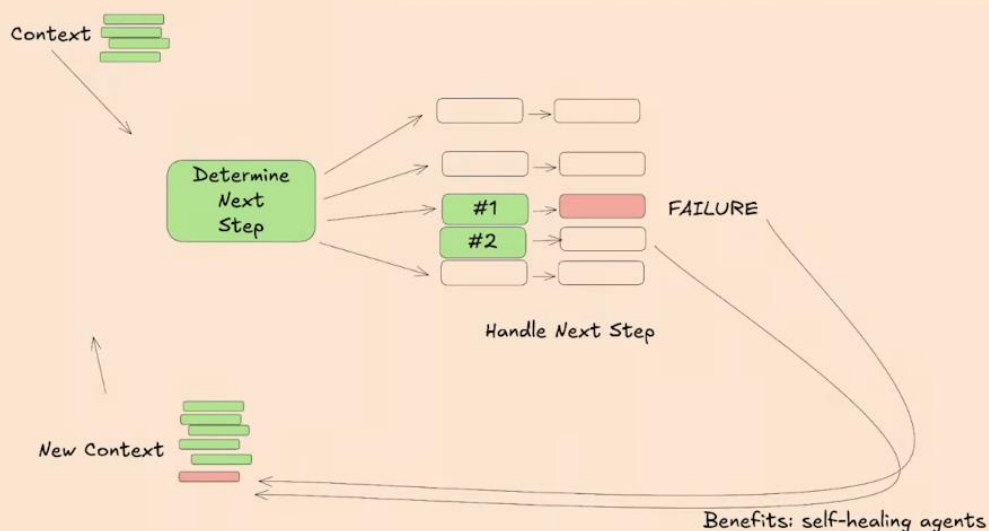 Context
Determine
Next
Step
#1
FAILURE
#2
Handle Next Step
New Context
Benefits: self-healing agents